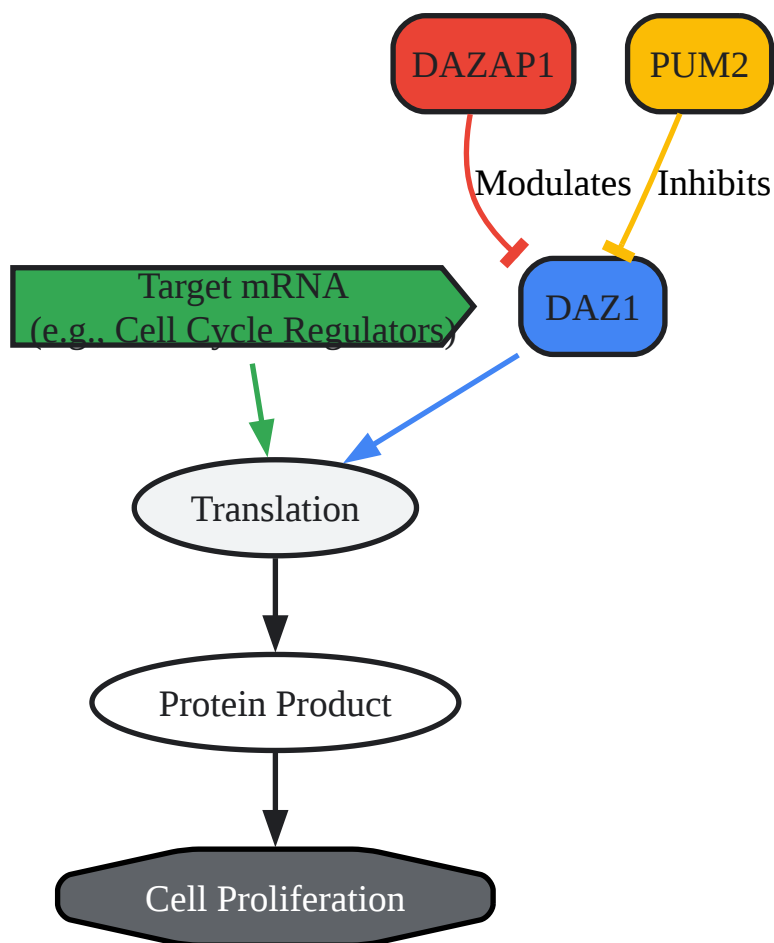 DAZAP1
PUM2
Modulates
Inhibits
Target mRNA
(e.g., Cell Cycle Regulators)
DAZ1
Translation
Protein Product
Cell Proliferation